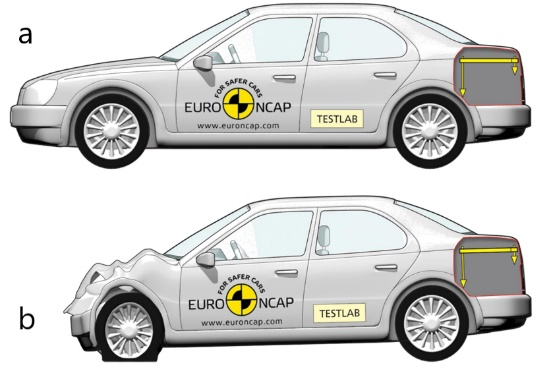 a
FOR SAFER CARS
EURO NCAP
www.euroncap.com
TESTLAB
b
FOR SAFER CARS
EURO NCAP
www.euroncap.com
TESTLAB